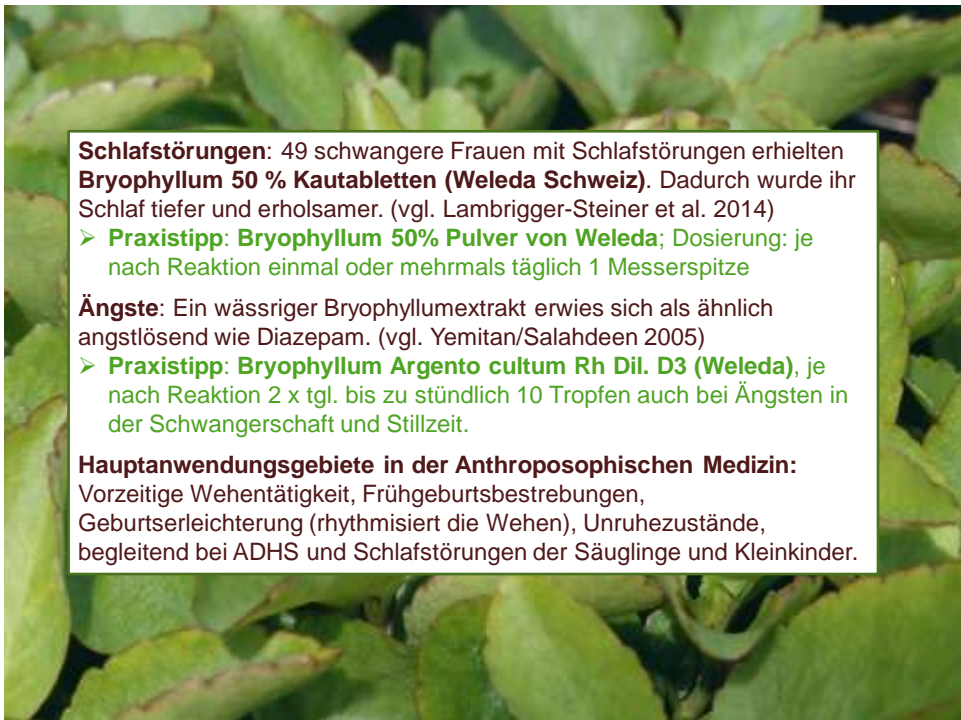 Schlafstörungen: 49 schwangere Frauen mit Schlafstörungen erhielten
Bryophyllum 50 % Kautabletten (Weleda Schweiz). Dadurch wurde ihr
Schlaf tiefer und erholsamer. (vgl. Lambrigger-Steiner et al. 2014)
➢ Praxistipp: Bryophyllum 50% Pulver von Weleda; Dosierung: je
nach Reaktion einmal oder mehrmals täglich 1 Messerspitze
Ängste: Ein wässriger Bryophyllumextrakt erwies sich als ähnlich
angstlösend wie Diazepam. (vgl. Yemitan/Salahdeen 2005)
➢ Praxistipp: Bryophyllum Argento cultum Rh Dil. D3 (Weleda), je
nach Reaktion 2 x tgl. bis zu stündlich 10 Tropfen auch bei Ängsten in
der Schwangerschaft und Stillzeit.
Hauptanwendungsgebiete in der Anthroposophischen Medizin:
Vorzeitige Wehentätigkeit, Frühgeburtsbestrebungen,
Geburtserleichterung (rhythmisiert die Wehen), Unruhezustände,
begleitend bei ADHS und Schlafstörungen der Säuglinge und Kleinkinder.